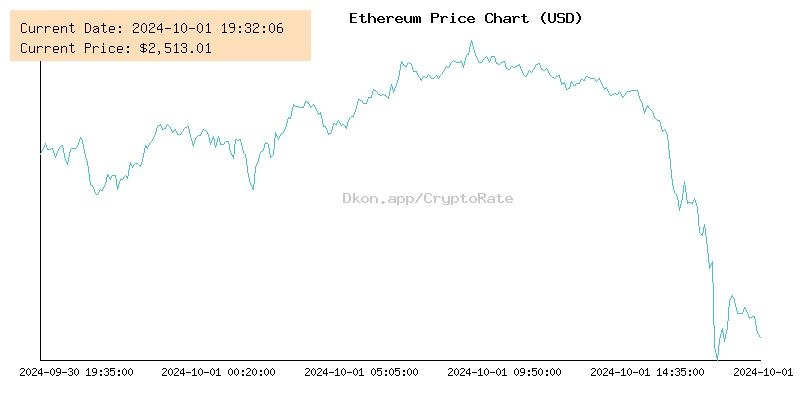 Ethereum Price Chart (USD)
Current Date: 2024-10-01 19:32:06
Current Price: $2,513.01
Dkon.app/CryptoRate
2024-09-30 19:35:00 2024-10-01 00:20:00 2024-10-01 05:05:00 2024-10-01 09:50:00 2024-10-01 14:35:00 2024-10-01